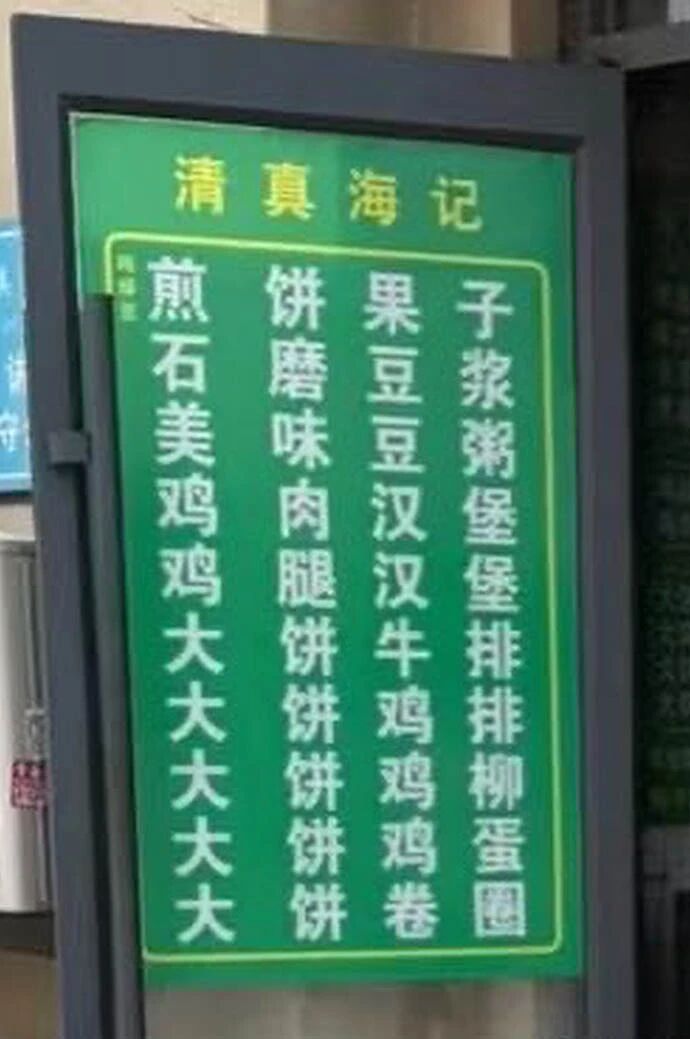 清真海记
煎饼果子
石磨豆浆
美味豆粥
鸡肉汉堡
鸡腿汉堡
大饼牛排
大饼鸡排
大饼鸡柳
大饼鸡蛋
大饼卷圈